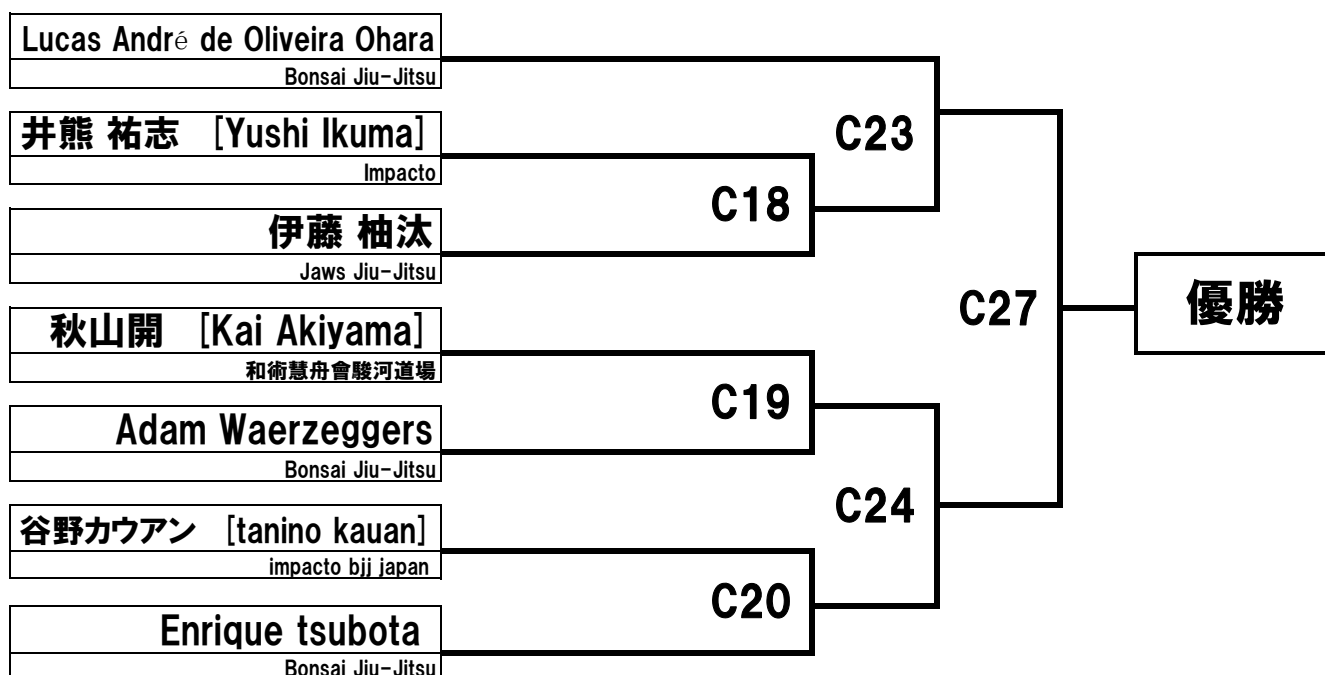 Lucas André de Oliveira Ohara
Bonsai Jiu-Jitsu
井熊 祐志 [Yushi Ikuma]
Impacto
伊藤 柚汰
Jaws Jiu-Jitsu
秋山開 [Kai Akiyama]
和術慧舟會駿河道場
Adam Waerzeggers
Bonsai Jiu-Jitsu
谷野カウアン [tanino kauan]
impacto bjj japan
Enrique tsubota
Bonsai Jiu-Jitsu
C18
C19
C20
C23
C24
C27
優勝